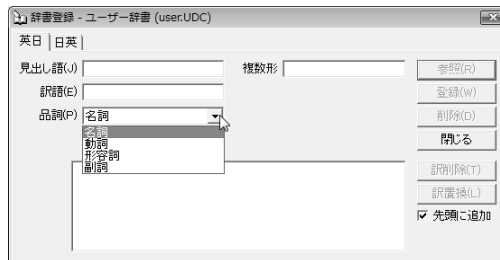 辞書登録 - ユーザー辞書 (user.UDC)
英日 日英
見出し語(J) 複数形 参照(R)
訳語(E) 登録(W)
品詞(P) 名詞 削除(D)
名詞
動詞
形容詞
副詞
閉じる
訳削除(T)
訳置換(L)
先頭に追加